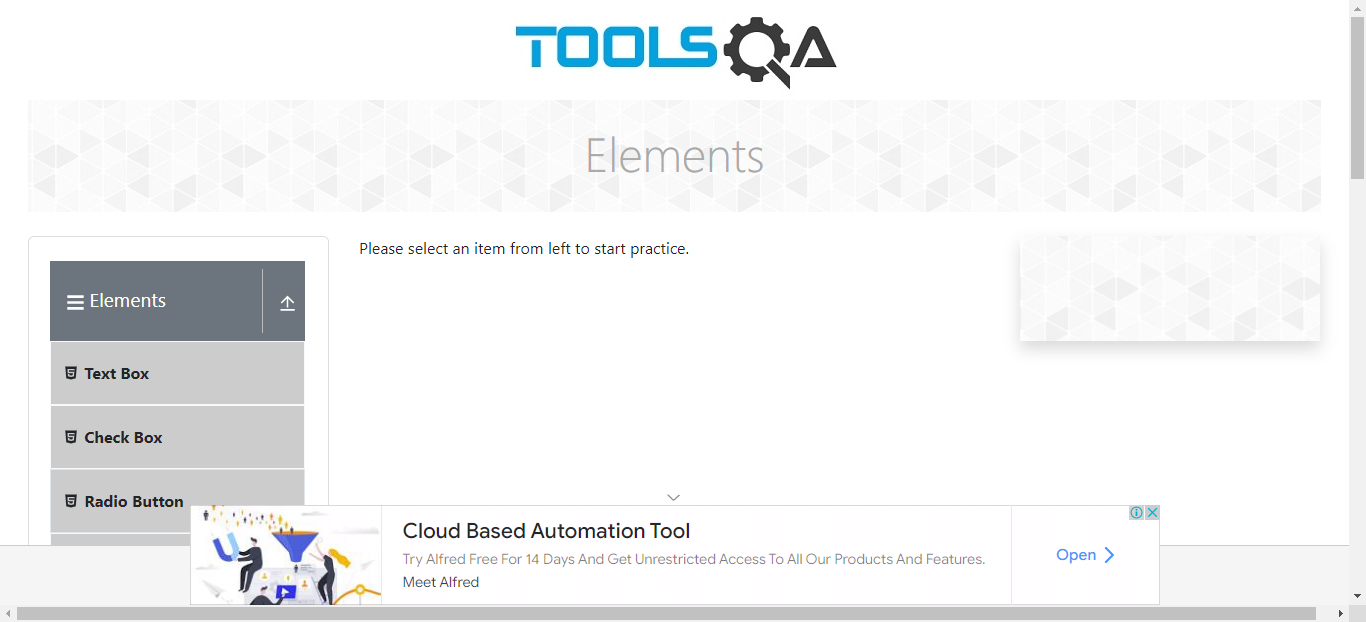 TOOLSQA
Elements
Please select an item from left to start practice.
Elements
Text Box
Check Box
Radio Button
Cloud Based Automation Tool
Try Alfred Free For 14 Days And Get Unrestricted Access To All Our Products And Features.
Meet Alfred
Open